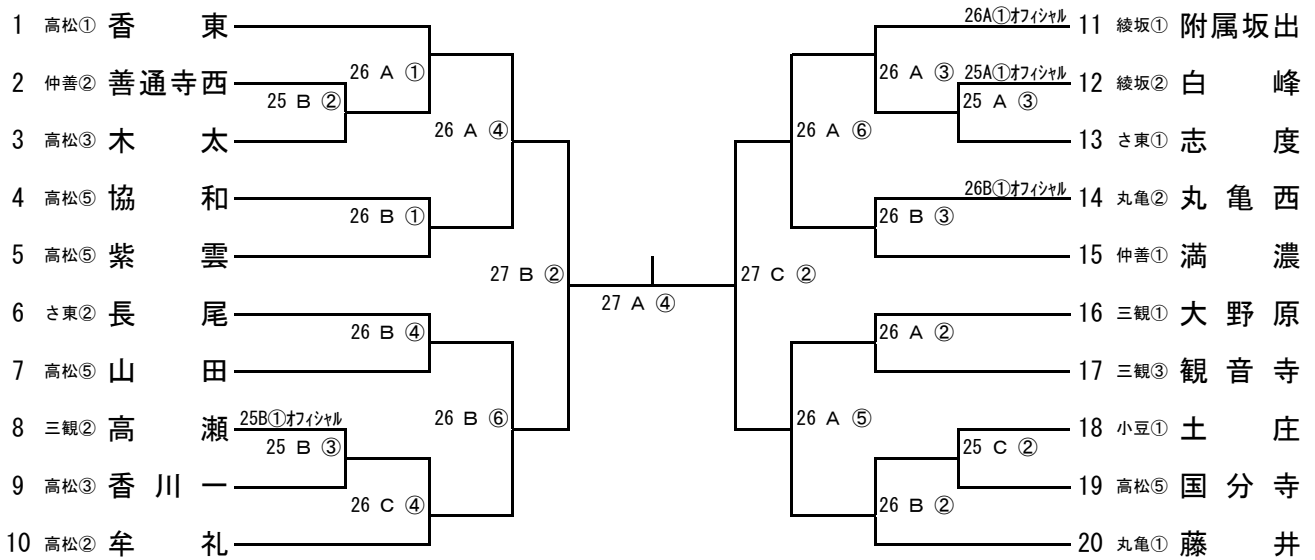 1 高松① 香東
2 仲善② 善通寺西
3 高松③ 木太
4 高松⑤ 協和
5 高松⑤ 紫雲
6 さ東② 長尾
7 高松⑤ 山田
8 三観② 高瀬
9 高松③ 香川一
10 高松② 牟礼
25B①オフィシャル
25 B ②
25 B ③
26 A ①
26 B ①
26 B ④
26 C ④
26 A ④
26 B ⑥
27 B ②
27 A ④
27 C ②
26 A ⑥
26 A ⑤
26 A ③
26 B ③
26 A ②
26 B ②
25 A ③
25 C ②
26A①オフィシャル
25A①オフィシャル
26B①オフィシャル
11 綾坂① 附属坂出
12 綾坂② 白峰
13 さ東① 志度
14 丸亀② 丸亀西
15 仲善① 満濃
16 三観① 大野原
17 三観③ 観音寺
18 小豆① 土庄
19 高松⑤ 国分寺
20 丸亀① 藤井